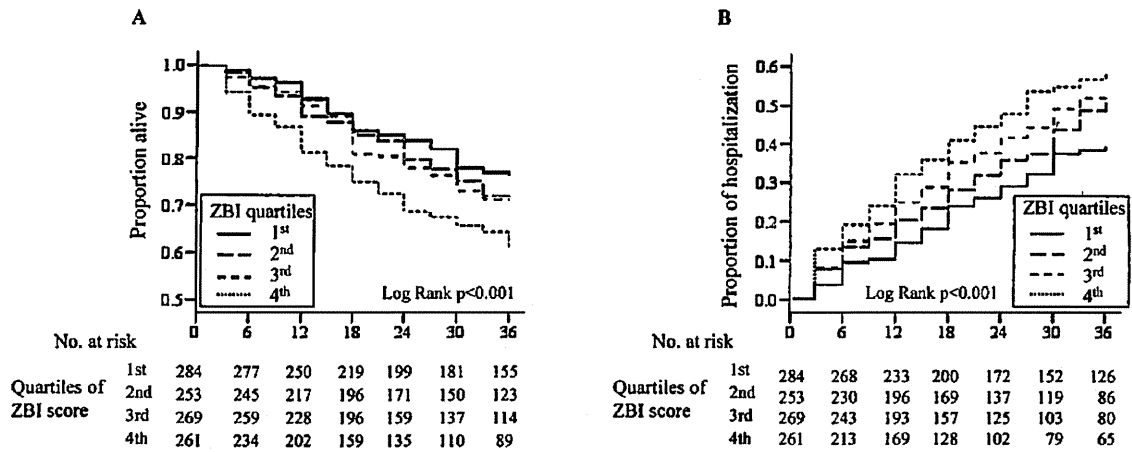 A
Proportion alive
1.0
0.9
0.8
0.7
0.6
0.5
ZBI quartiles
1st
2nd
3rd
4th
Log Rank p<0.001
0 6 12 18 24 30 36
No. at risk
Quartiles of
ZBI score
1st 284 277 250 219 199 181 155
2nd 253 245 217 196 171 150 123
3rd 269 259 228 196 159 137 114
4th 261 234 202 159 135 110 89
B
Proportion of hospitalization
0.6
0.5
0.4
0.3
0.2
0.1
0.0
ZBI quartiles
1st
2nd
3rd
4th
Log Rank p<0.001
0 6 12 18 24 30 36
No. at risk
Quartiles of
ZBI score
1st 284 268 233 200 172 152 126
2nd 253 230 196 169 137 119 86
3rd 269 243 193 157 125 103 80
4th 261 213 169 128 102 79 65